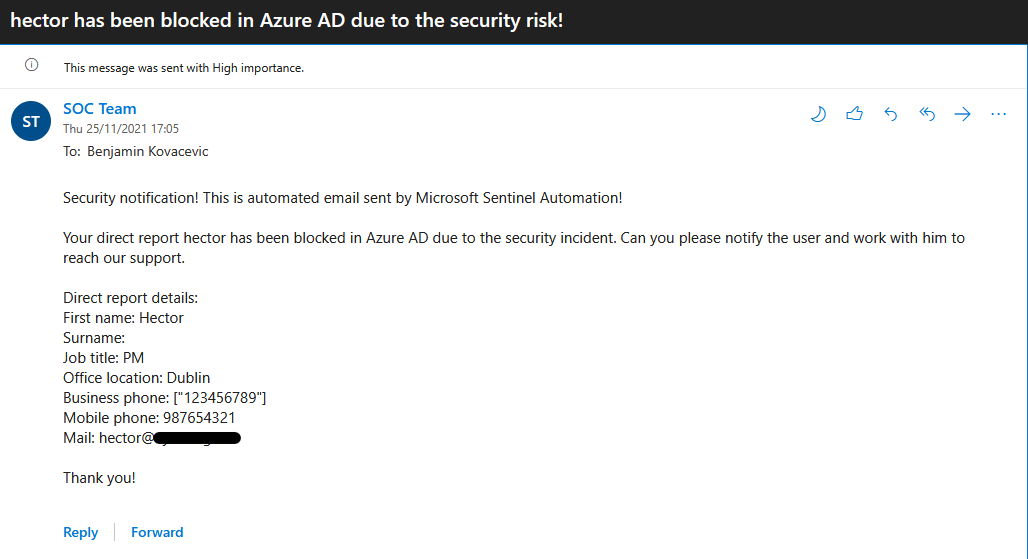 hector has been blocked in Azure AD due to the security risk!
This message was sent with High importance.
ST
SOC Team
Thu 25/11/2021 17:05
To: Benjamin Kovacevic
Security notification! This is automated email sent by Microsoft Sentinel Automation!
Your direct report hector has been blocked in Azure AD due to the security incident. Can you please notify the user and work with him to
reach our support.
Direct report details:
First name: Hector
Surname:
Job title: PM
Office location: Dublin
Business phone: ["123456789"]
Mobile phone: 987654321
Mail: hector@
Thank you!
Reply
Forward